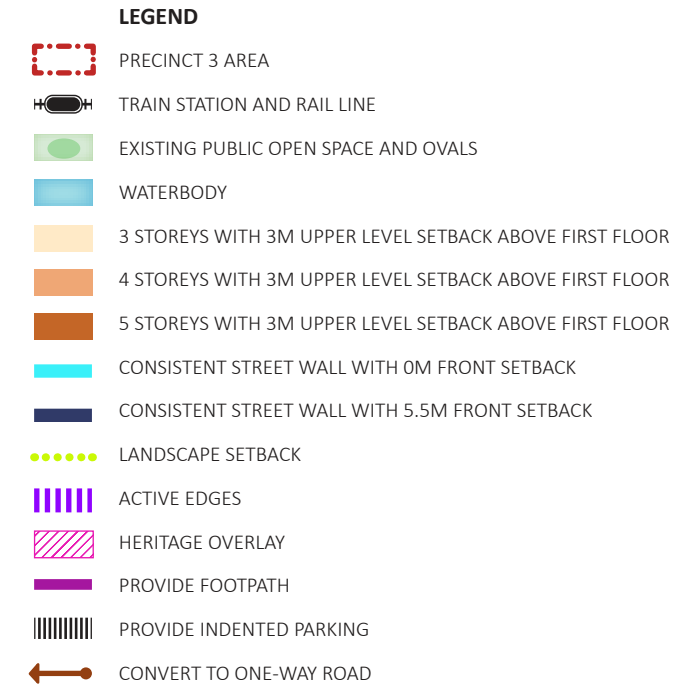 LEGEND
PRECINCT 3 AREA
TRAIN STATION AND RAIL LINE
EXISTING PUBLIC OPEN SPACE AND OVALS
WATERBODY
3 STOREYS WITH 3M UPPER LEVEL SETBACK ABOVE FIRST FLOOR
4 STOREYS WITH 3M UPPER LEVEL SETBACK ABOVE FIRST FLOOR
5 STOREYS WITH 3M UPPER LEVEL SETBACK ABOVE FIRST FLOOR
CONSISTENT STREET WALL WITH 0M FRONT SETBACK
CONSISTENT STREET WALL WITH 5.5M FRONT SETBACK
LANDSCAPE SETBACK
ACTIVE EDGES
HERITAGE OVERLAY
PROVIDE FOOTPATH
PROVIDE INDENTED PARKING
CONVERT TO ONE-WAY ROAD